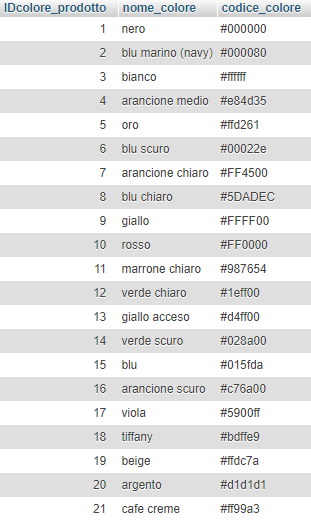 IDcolore_prodotto nome_colore codice_colore
1 nero #000000
2 blu marino (navy) #000080
3 bianco #ffffff
4 arancione medio #e84d35
5 oro #ffd261
6 blu scuro #00022e
7 arancione chiaro #FF4500
8 blu chiaro #5DADEC
9 giallo #FFFF00
10 rosso #FF0000
11 marrone chiaro #987654
12 verde chiaro #1eff00
13 giallo acceso #d4ff00
14 verde scuro #028a00
15 blu #015fda
16 arancione scuro #c76a00
17 viola #5900ff
18 tiffany #bdffe9
19 beige #ffdc7a
20 argento #d1d1d1
21 cafe creme #ff99a3